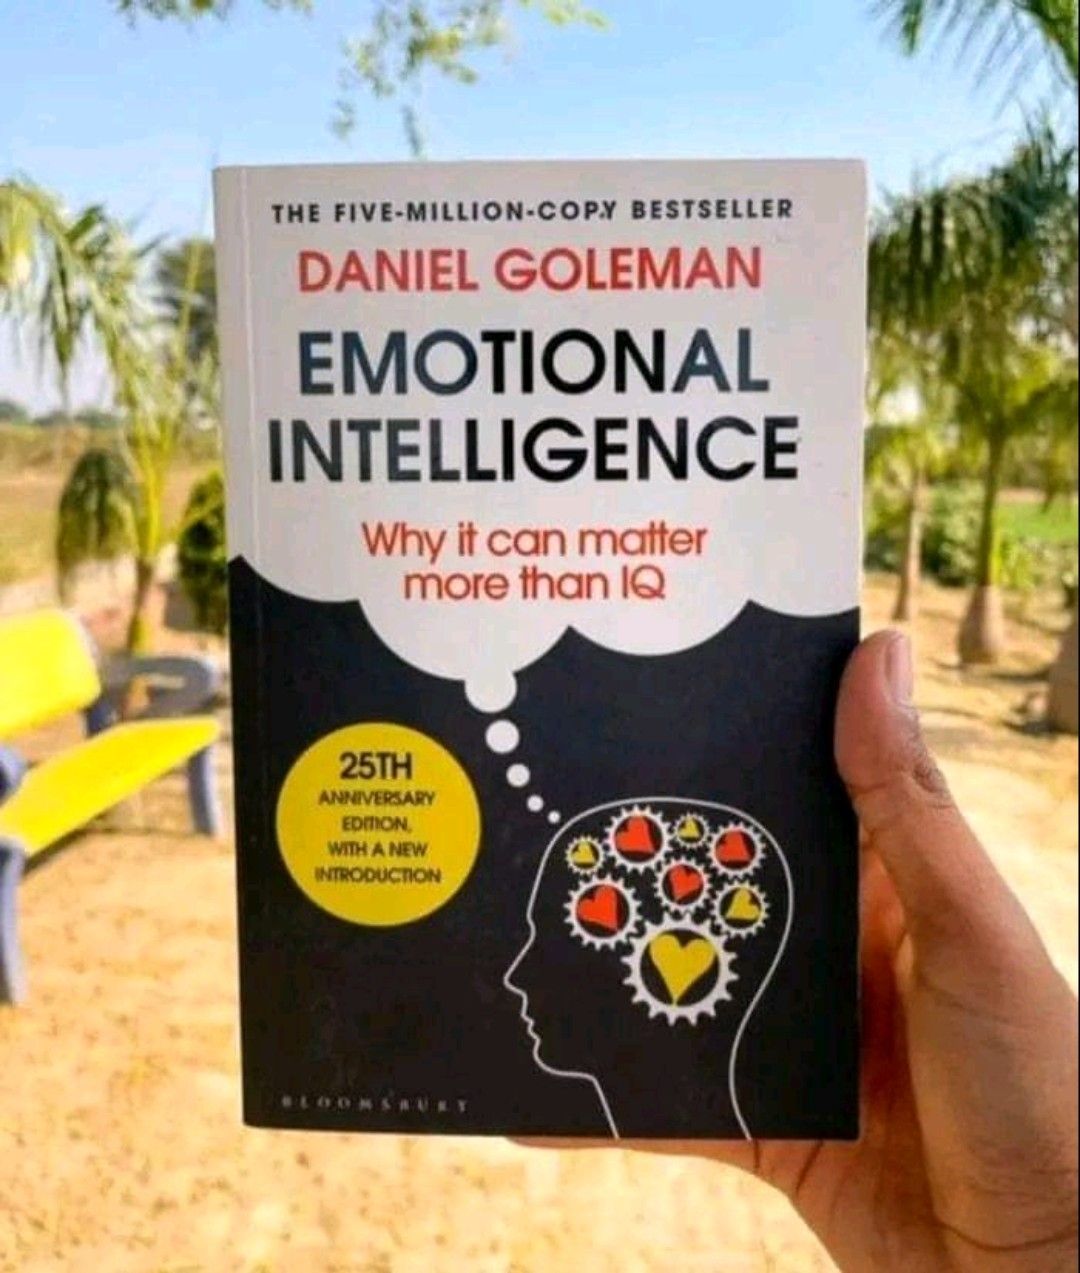 THE FIVE-MILLION-COPY BESTSELLER
DANIEL GOLEMAN
EMOTIONAL
INTELLIGENCE
Why it can matter
more than IQ
25TH
ANNIVERSARY
EDITION,
WITH A NEW
INTRODUCTION
BLOOMSBURY